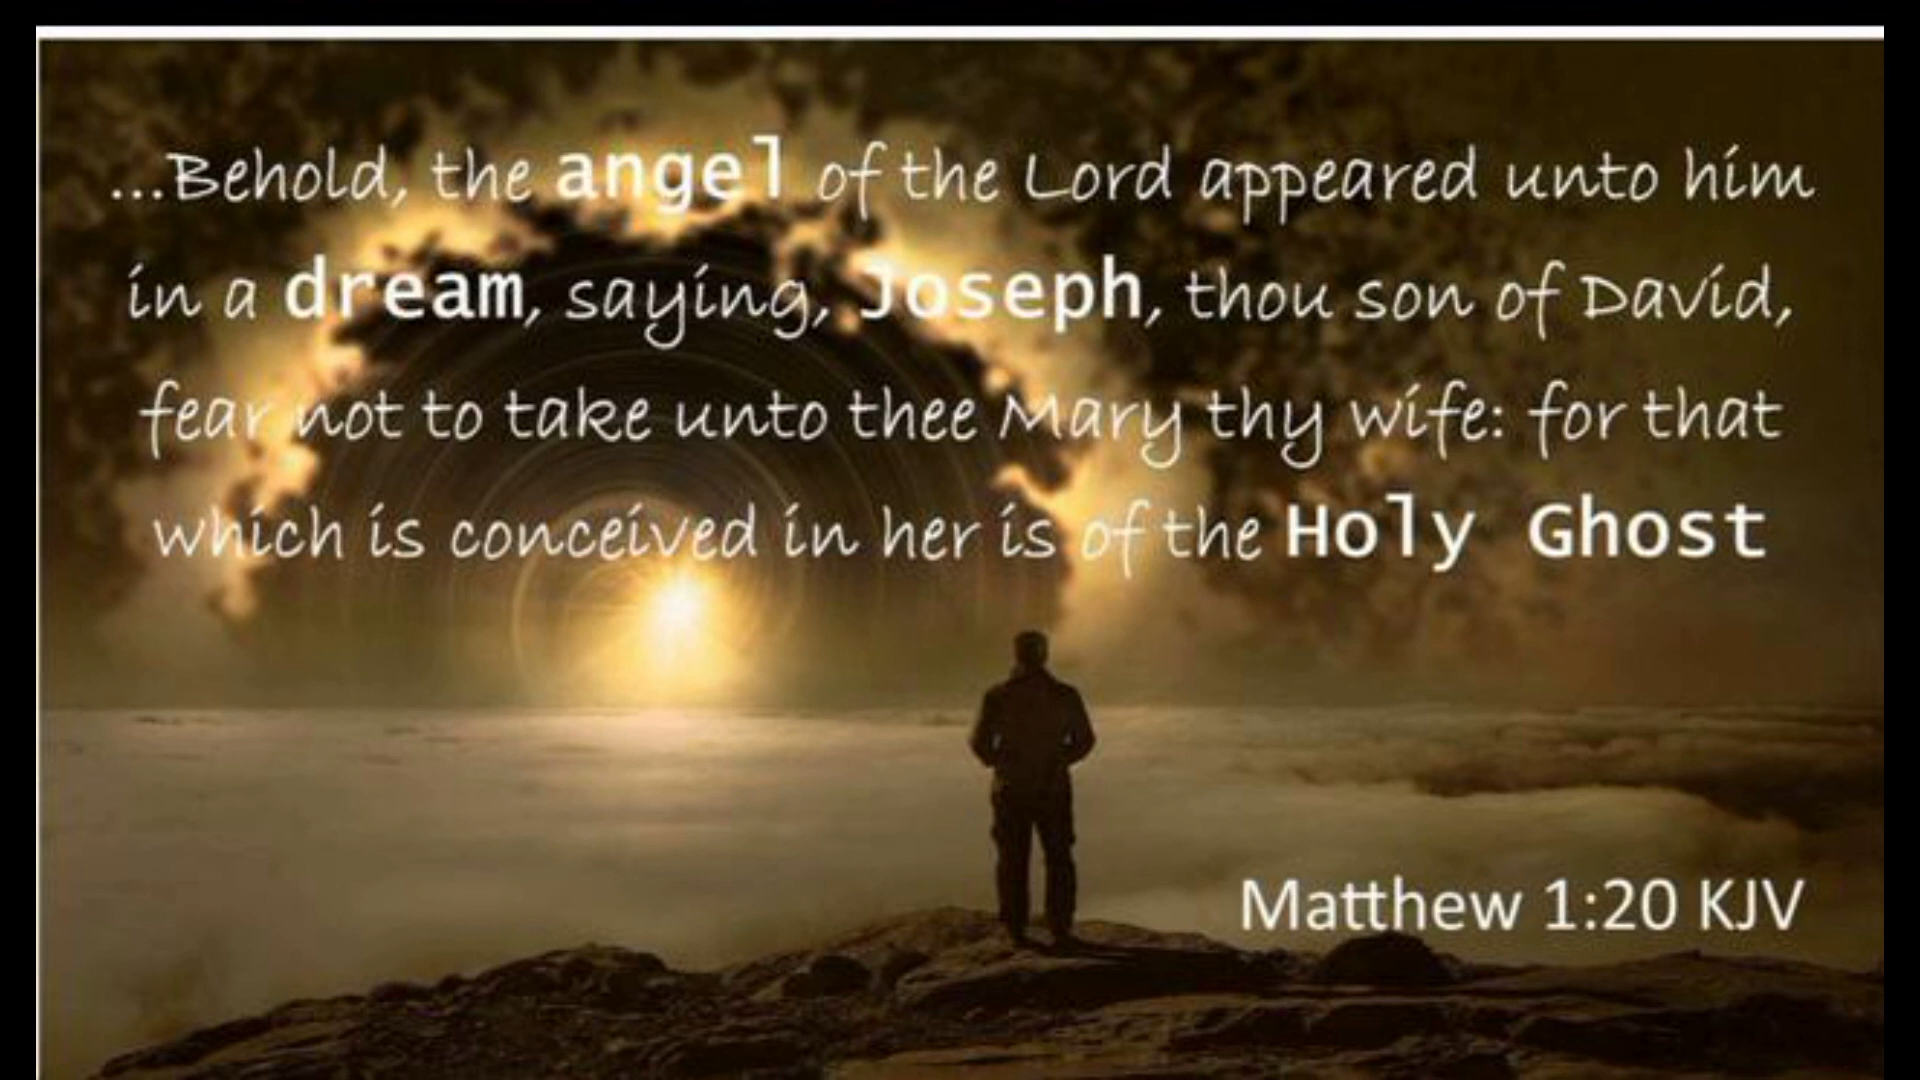 ...Behold, the angel of the Lord appeared unto him
in a dream, saying, Joseph, thou son of David,
fear not to take unto thee Mary thy wife: for that
which is conceived in her is of the Holy Ghost
Matthew 1:20 KJV